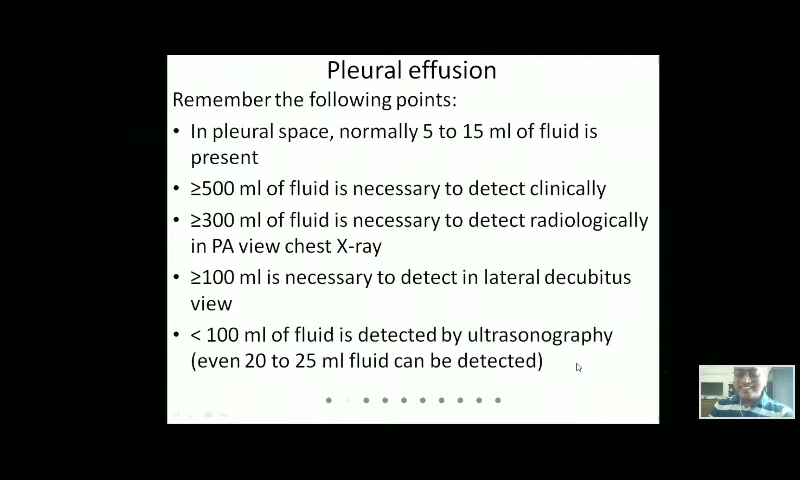 Pleural effusion
Remember the following points:
• In pleural space, normally 5 to 15 ml of fluid is
present
• ≥500 ml of fluid is necessary to detect clinically
• ≥300 ml of fluid is necessary to detect radiologically
in PA view chest X-ray
• ≥100 ml is necessary to detect in lateral decubitus
view
• < 100 ml of fluid is detected by ultrasonography
(even 20 to 25 ml fluid can be detected)